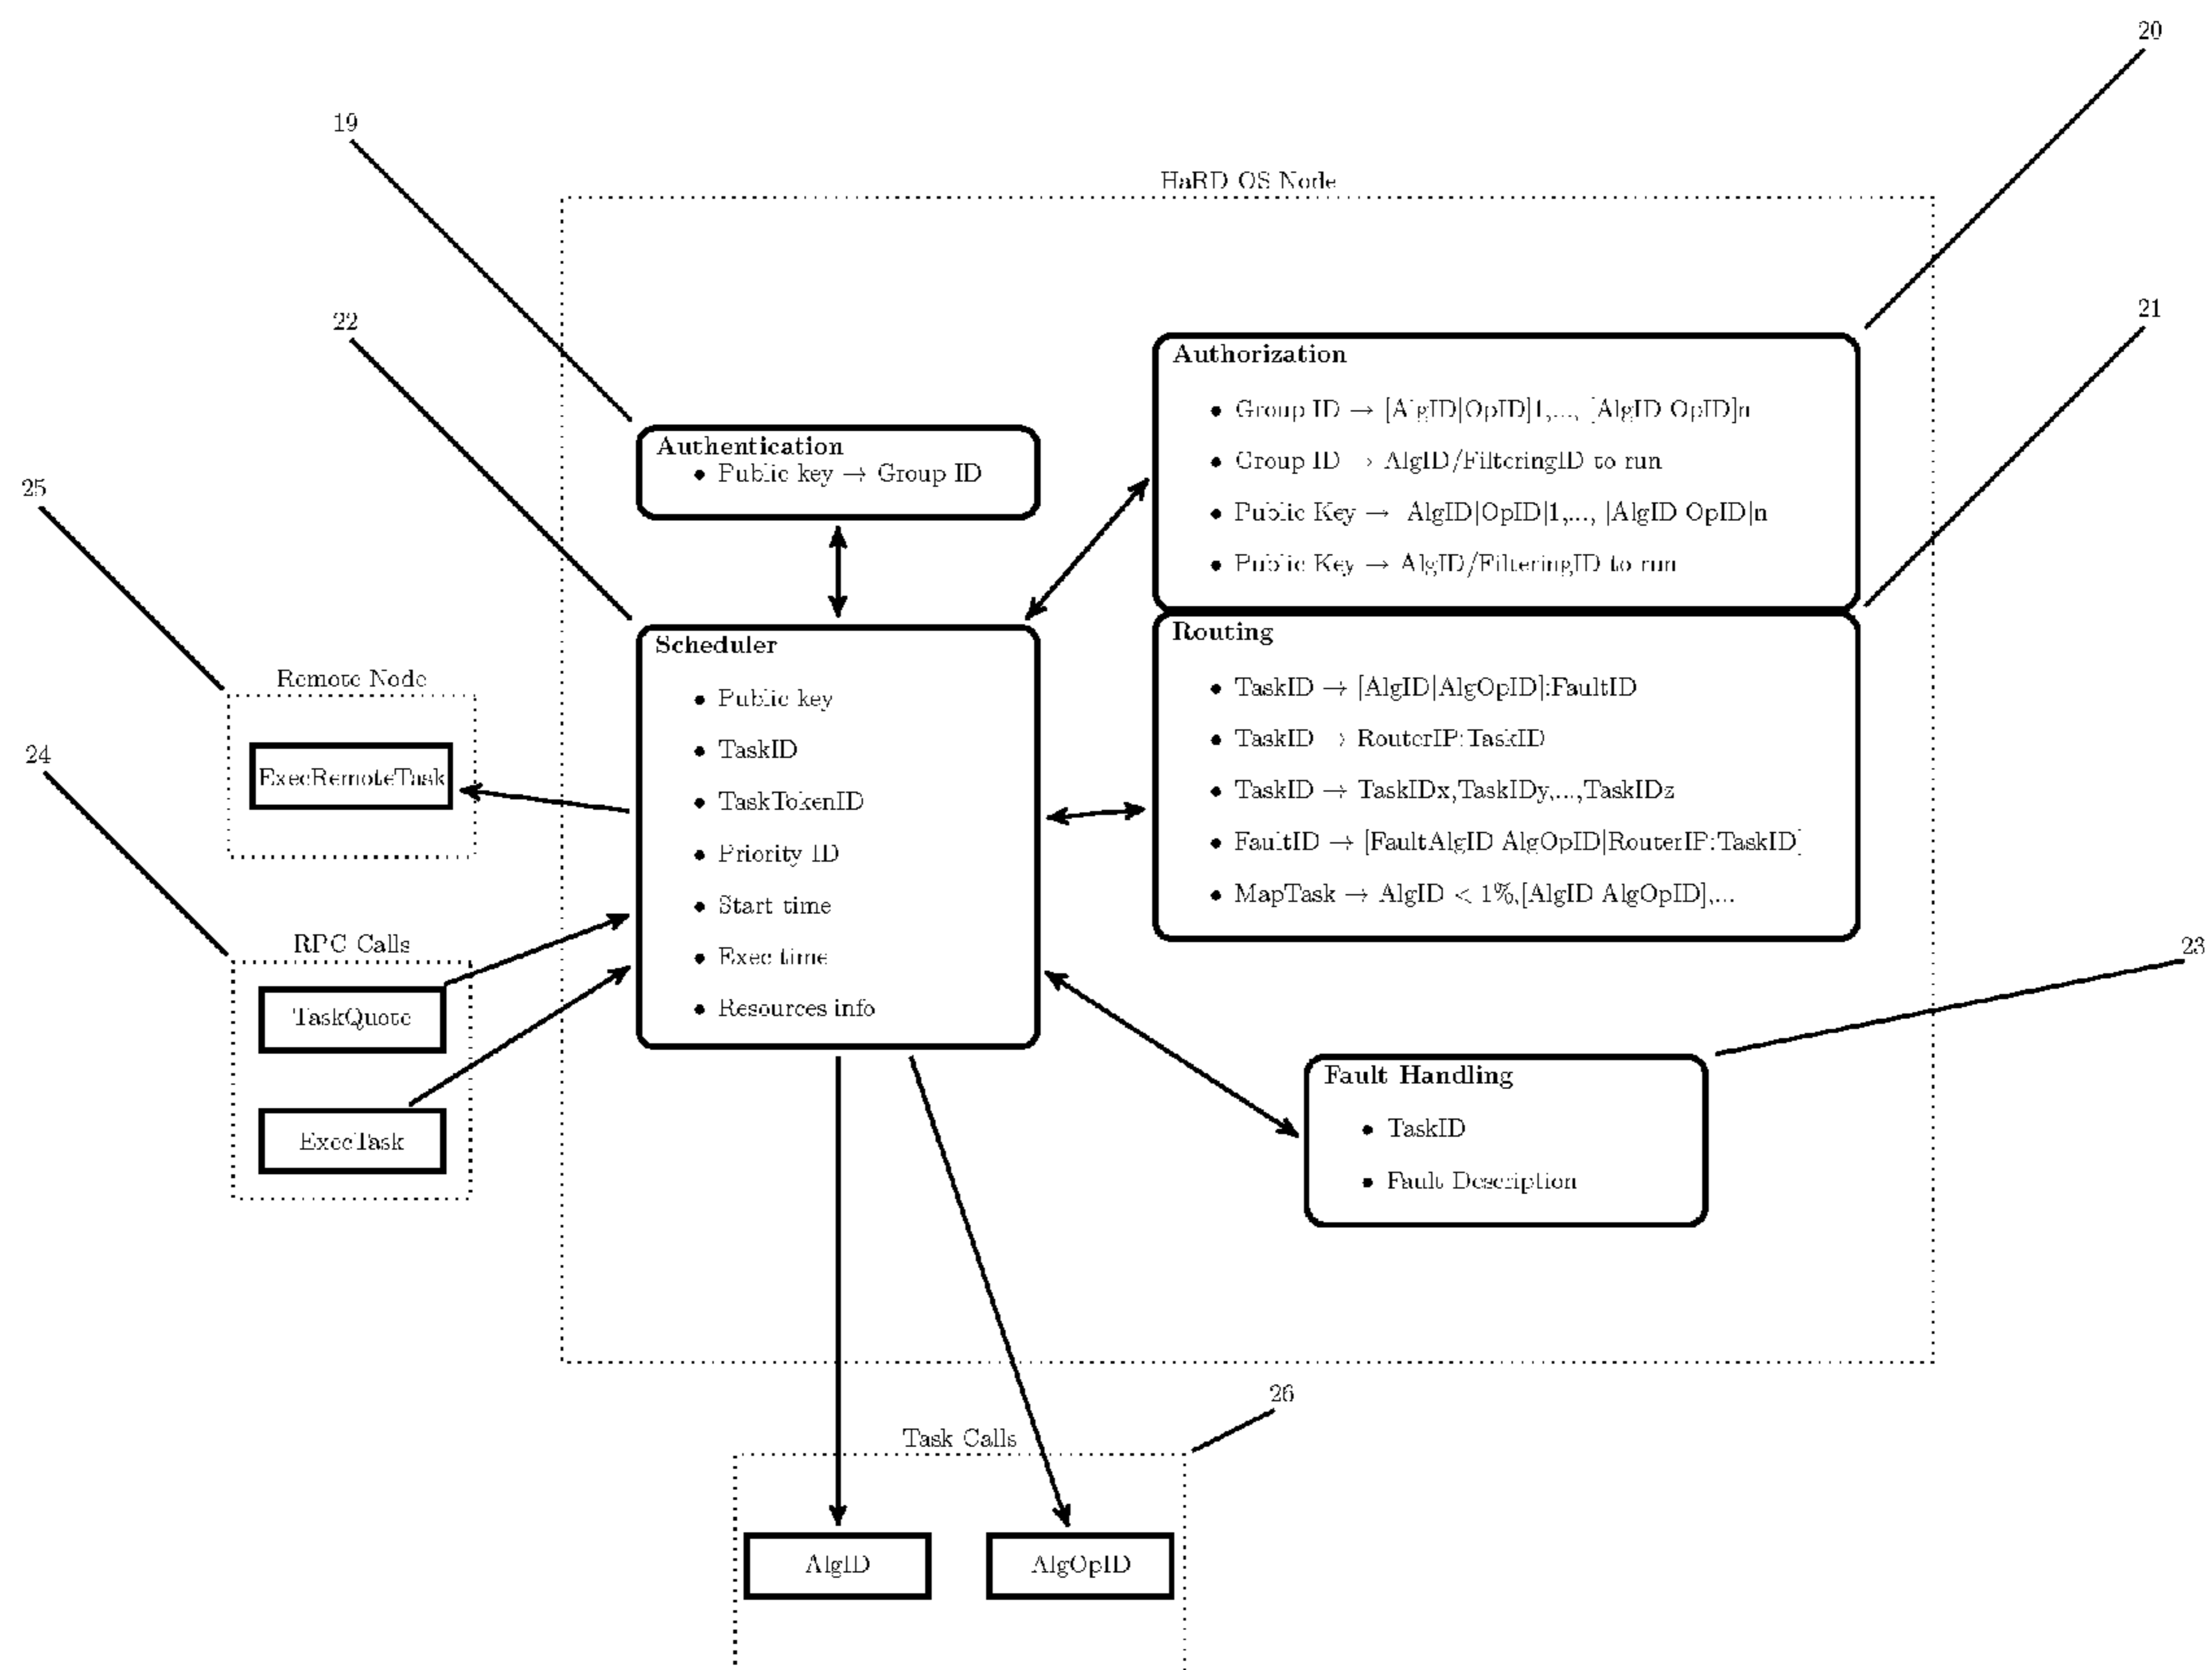 20
19
HaRD OS Node
22
21
Authorization
• Group ID → [AlgID|OpID]1,..., [AlgID OpID]n
• Group ID → AlgID/FilteringID to run
• Public Key → AlgID|OpID|1,..., |AlgID OpID|n
• Public Key → AlgID/FilteringID to run
Authentication
• Public key → Group ID
25
Scheduler
• Public key
• TaskID
• TaskTokenID
• Priority ID
• Start time
• Exec time
• Resources info
Routing
• TaskID → [AlgID|AlgOpID]:FaultID
• TaskID → RouterIP:TaskID
• TaskID → TaskIDx,TaskIDy,...,TaskIDz
• FaultID → [FaultAlgID AlgOpID|RouterIP:TaskID]
• MapTask → AlgID < 1%,[AlgID AlgOpID],...
Remote Node
ExecRemoteTask
24
RPC Calls
TaskQuote
ExecTask
23
Fault Handling
• TaskID
• Fault Description
26
Task Calls
AlgID
AlgOpID